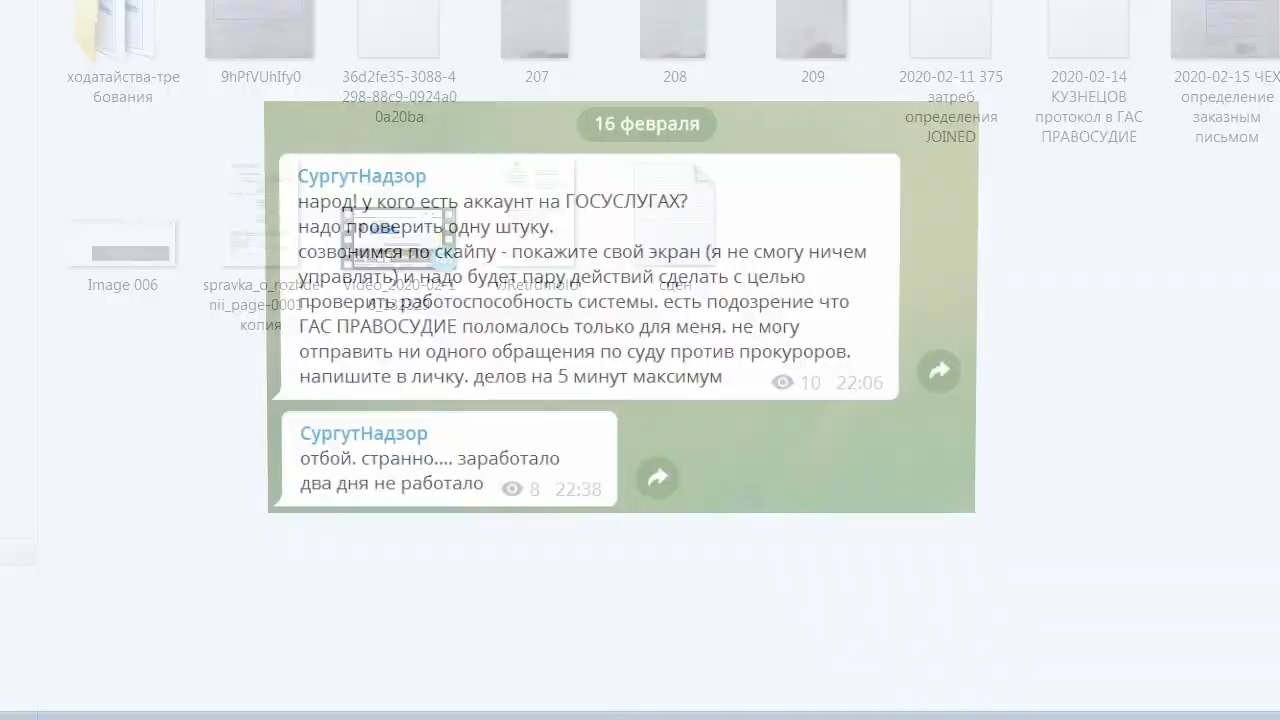 ходатайства-тре
бования
9hPfVUhIfy0
36d2fe35-3088-4
298-88c9-0924a0
0a20ba
207
208
209
2020-02-11 375
затреб
определения
JOINED
2020-02-14
КУЗНЕЦОВ
протокол в ГАС
ПРАВОСУДИЕ
2020-02-15 ЧЕХ
определение
заказным
письмом
16 февраля
СургутНадзор
народ! у кого есть аккаунт на ГОСУСЛУГАХ?
надо проверить одну штуку.
созвонимся по скайпу - покажите свой экран (я не смогу ничем
управлять) и надо будет пару действий сделать с целью
проверить работоспособность системы. есть подозрение что
ГАС ПРАВОСУДИЕ поломалось только для меня. не могу
отправить ни одного обращения по суду против прокуроров.
напишите в личку. делов на 5 минут максимум
10 22:06
СургутНадзор
отбой. странно.... заработало
два дня не работало
8 22:38
Image 006
spravka_o_rozhde
nii_page-0001
копия